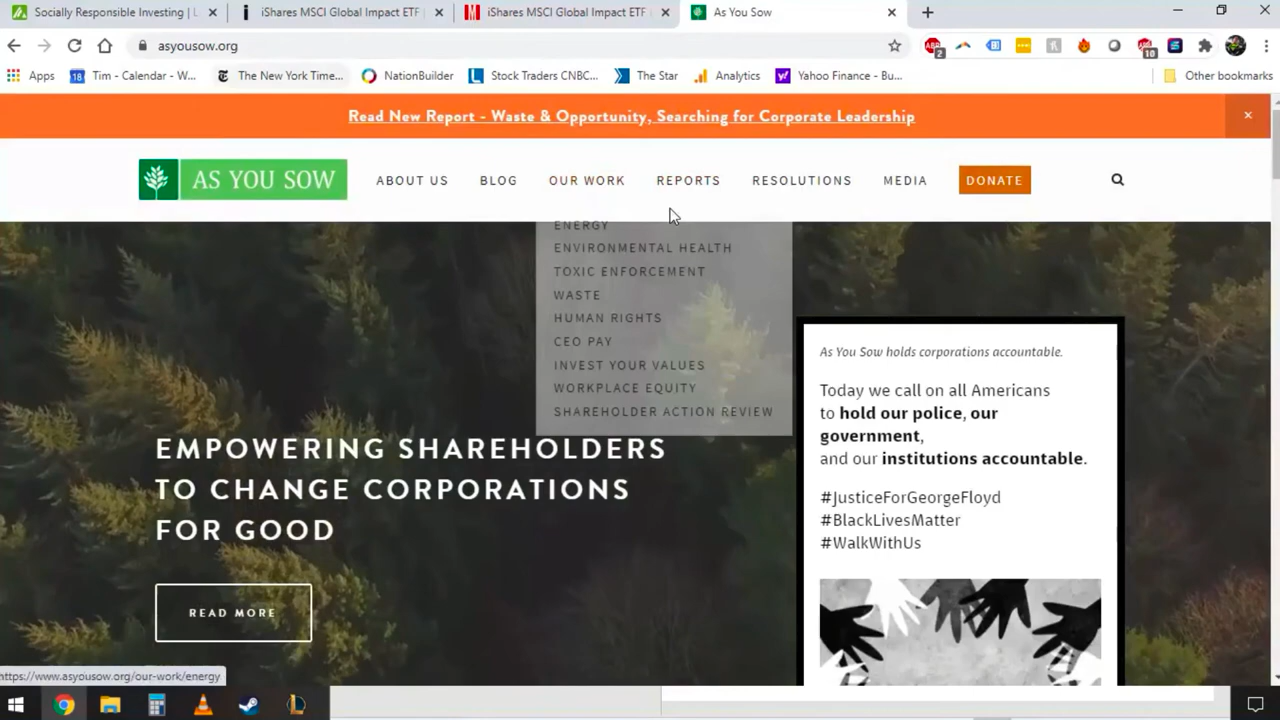 Socially Responsible Investing | L
iShares MSCI Global Impact ETF
iShares MSCI Global Impact ETF
As You Sow
asyousow.org
2
10
Apps
18
Tim - Calendar - W...
The New York Time...
NationBuilder
Stock Traders CNBC...
The Star
Analytics
Yahoo Finance - Bu...
Other bookmarks
Read New Report - Waste & Opportunity, Searching for Corporate Leadership
AS YOU SOW
ABOUT US
BLOG
OUR WORK
REPORTS
RESOLUTIONS
MEDIA
DONATE
ENERGY
ENVIRONMENTAL HEALTH
TOXIC ENFORCEMENT
WASTE
HUMAN RIGHTS
CEO PAY
INVEST YOUR VALUES
WORKPLACE EQUITY
SHAREHOLDER ACTION REVIEW
EMPOWERING SHAREHOLDERS
TO CHANGE CORPORATIONS
FOR GOOD
READ MORE
As You Sow holds corporations accountable.
Today we call on all Americans
to hold our police, our
government,
and our institutions accountable.
#JusticeForGeorgeFloyd
#BlackLivesMatter
#WalkWithUs
https://www.asyousow.org/our-work/energy